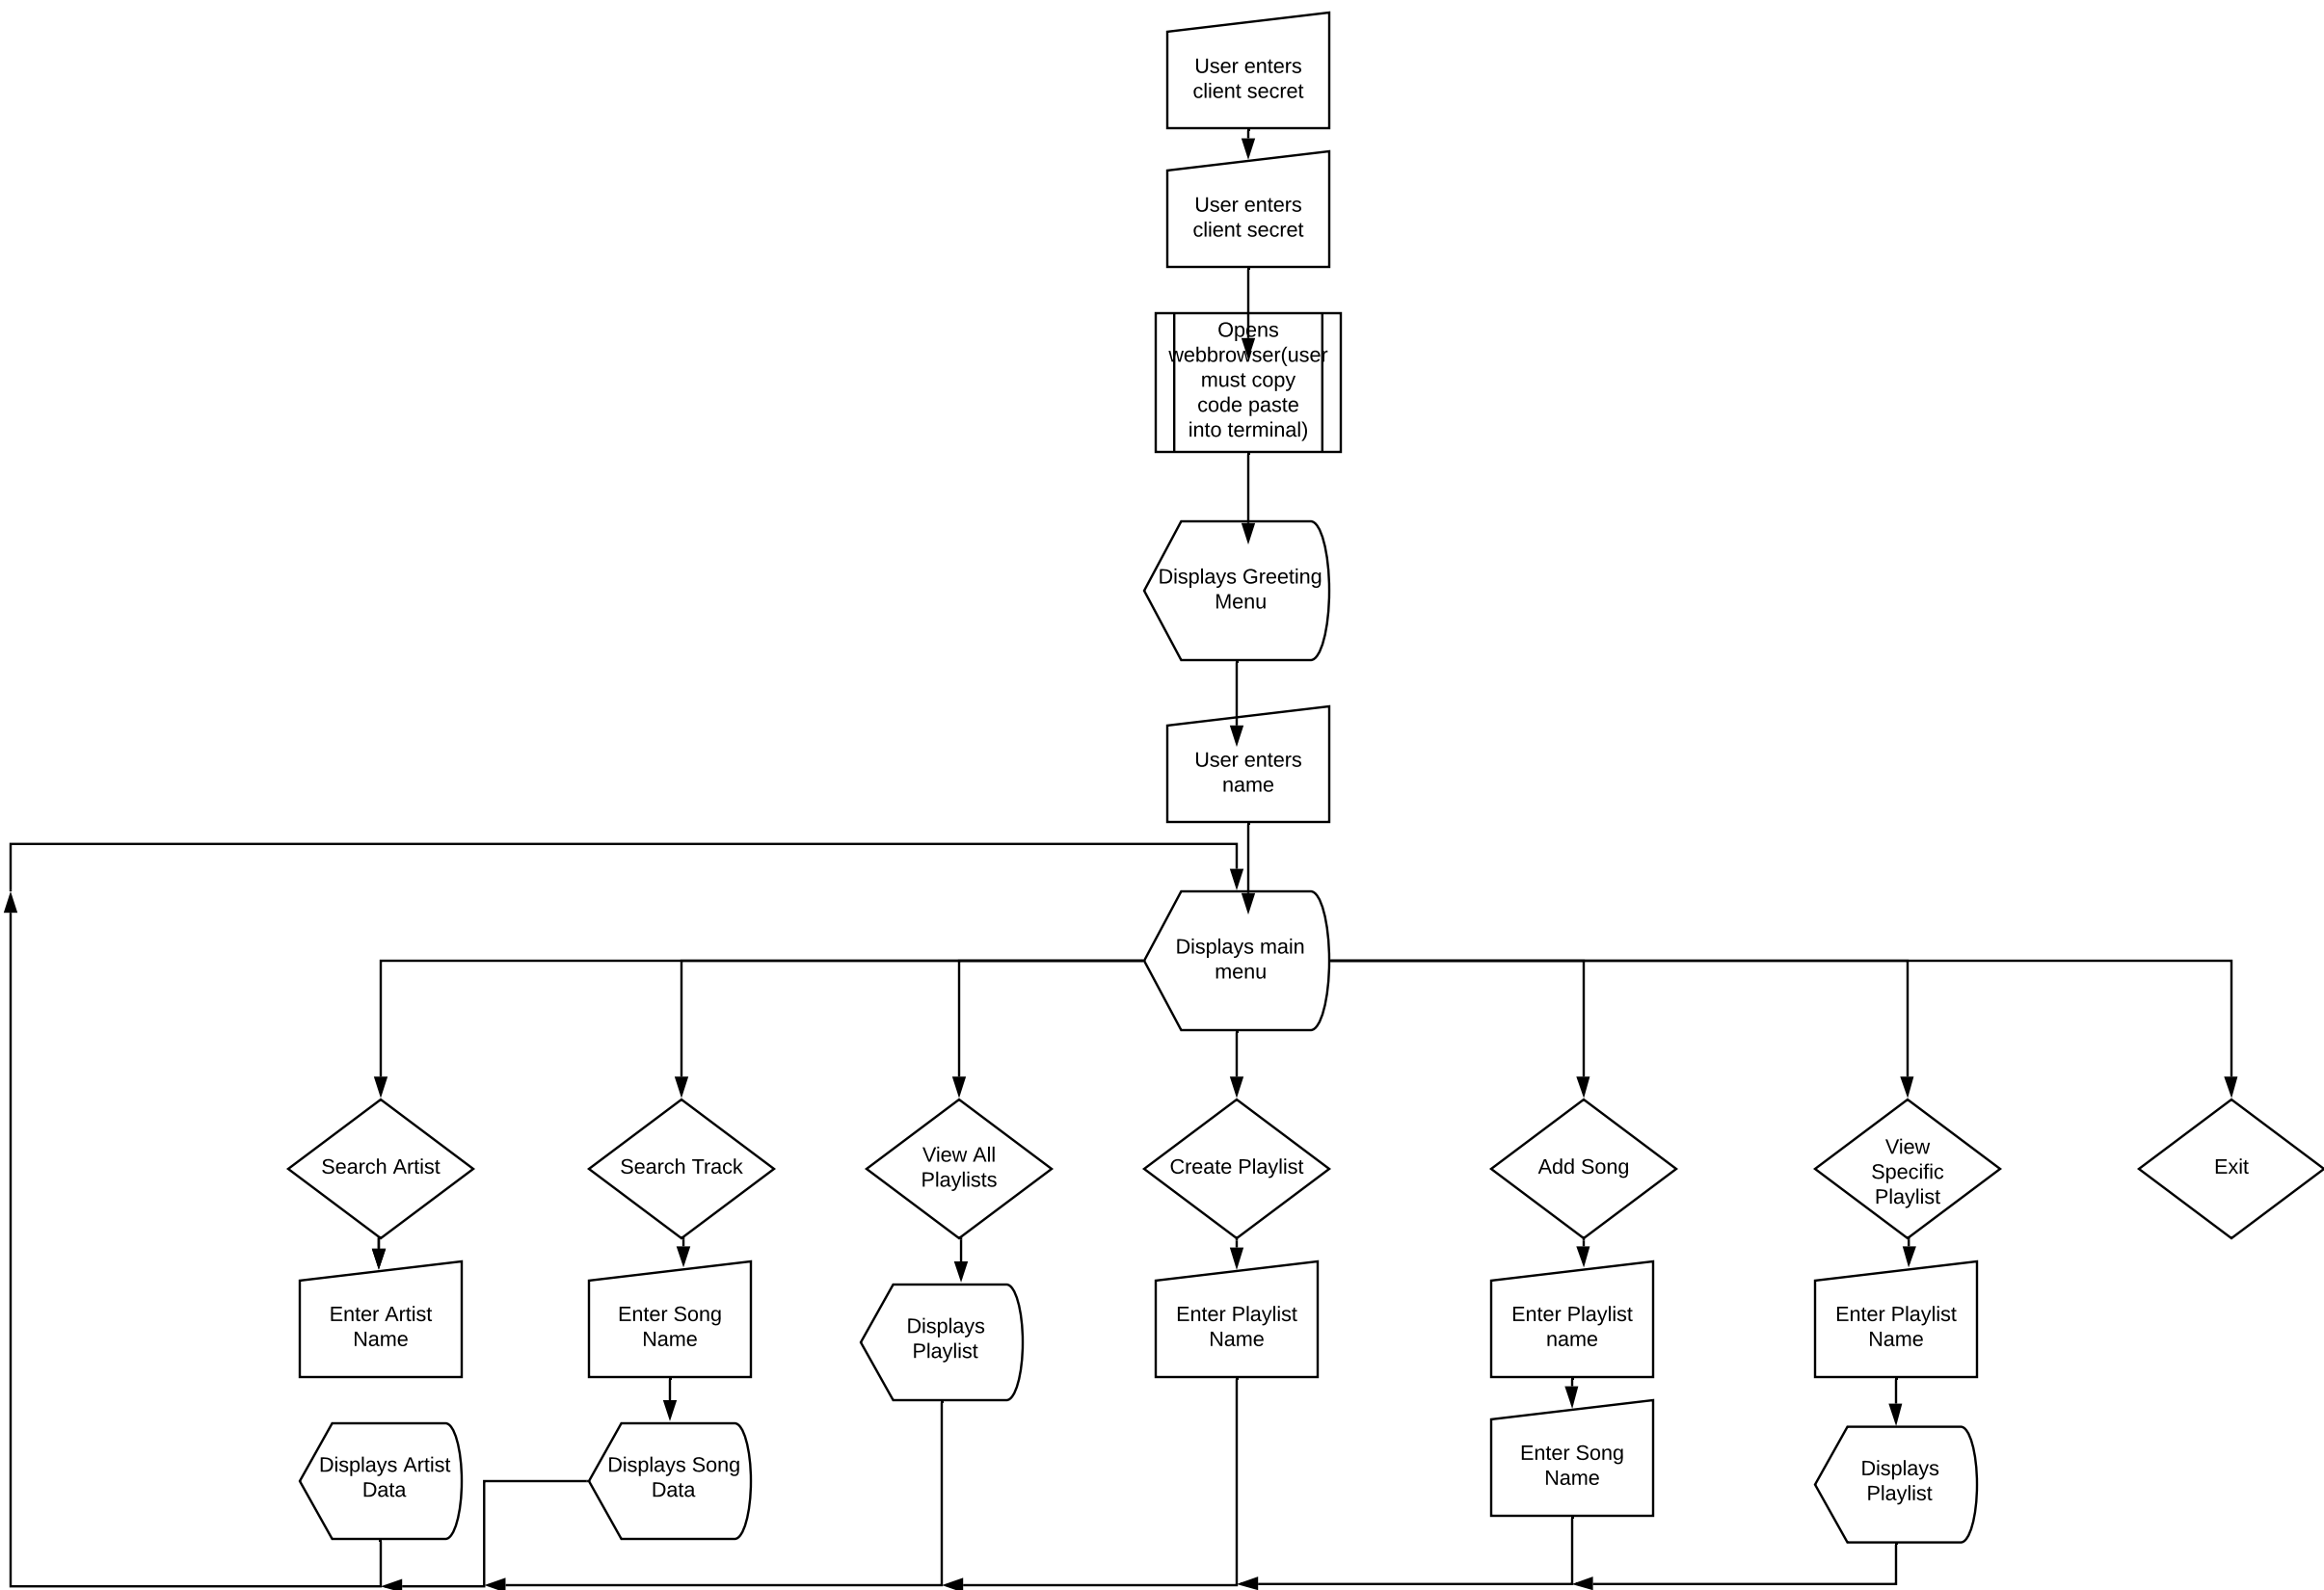 User enters
client secret
User enters
client secret
Opens
webbrowser(user
must copy
code paste
into terminal)
Displays Greeting
Menu
User enters
name
Displays main
menu
Search Artist
Search Track
View All
Playlists
Create Playlist
Add Song
View
Specific
Playlist
Exit
Enter Artist
Name
Enter Song
Name
Displays
Playlist
Enter Playlist
Name
Enter Playlist
name
Enter Playlist
Name
Displays Artist
Data
Displays Song
Data
Enter Song
Name
Displays
Playlist